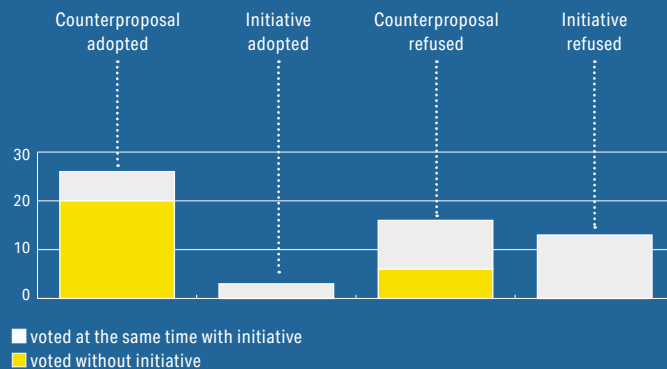 Counterproposal
adopted
Initiative
adopted
Counterproposal
refused
Initiative
refused
30
20
10
0
voted at the same time with initiative
voted without initiative